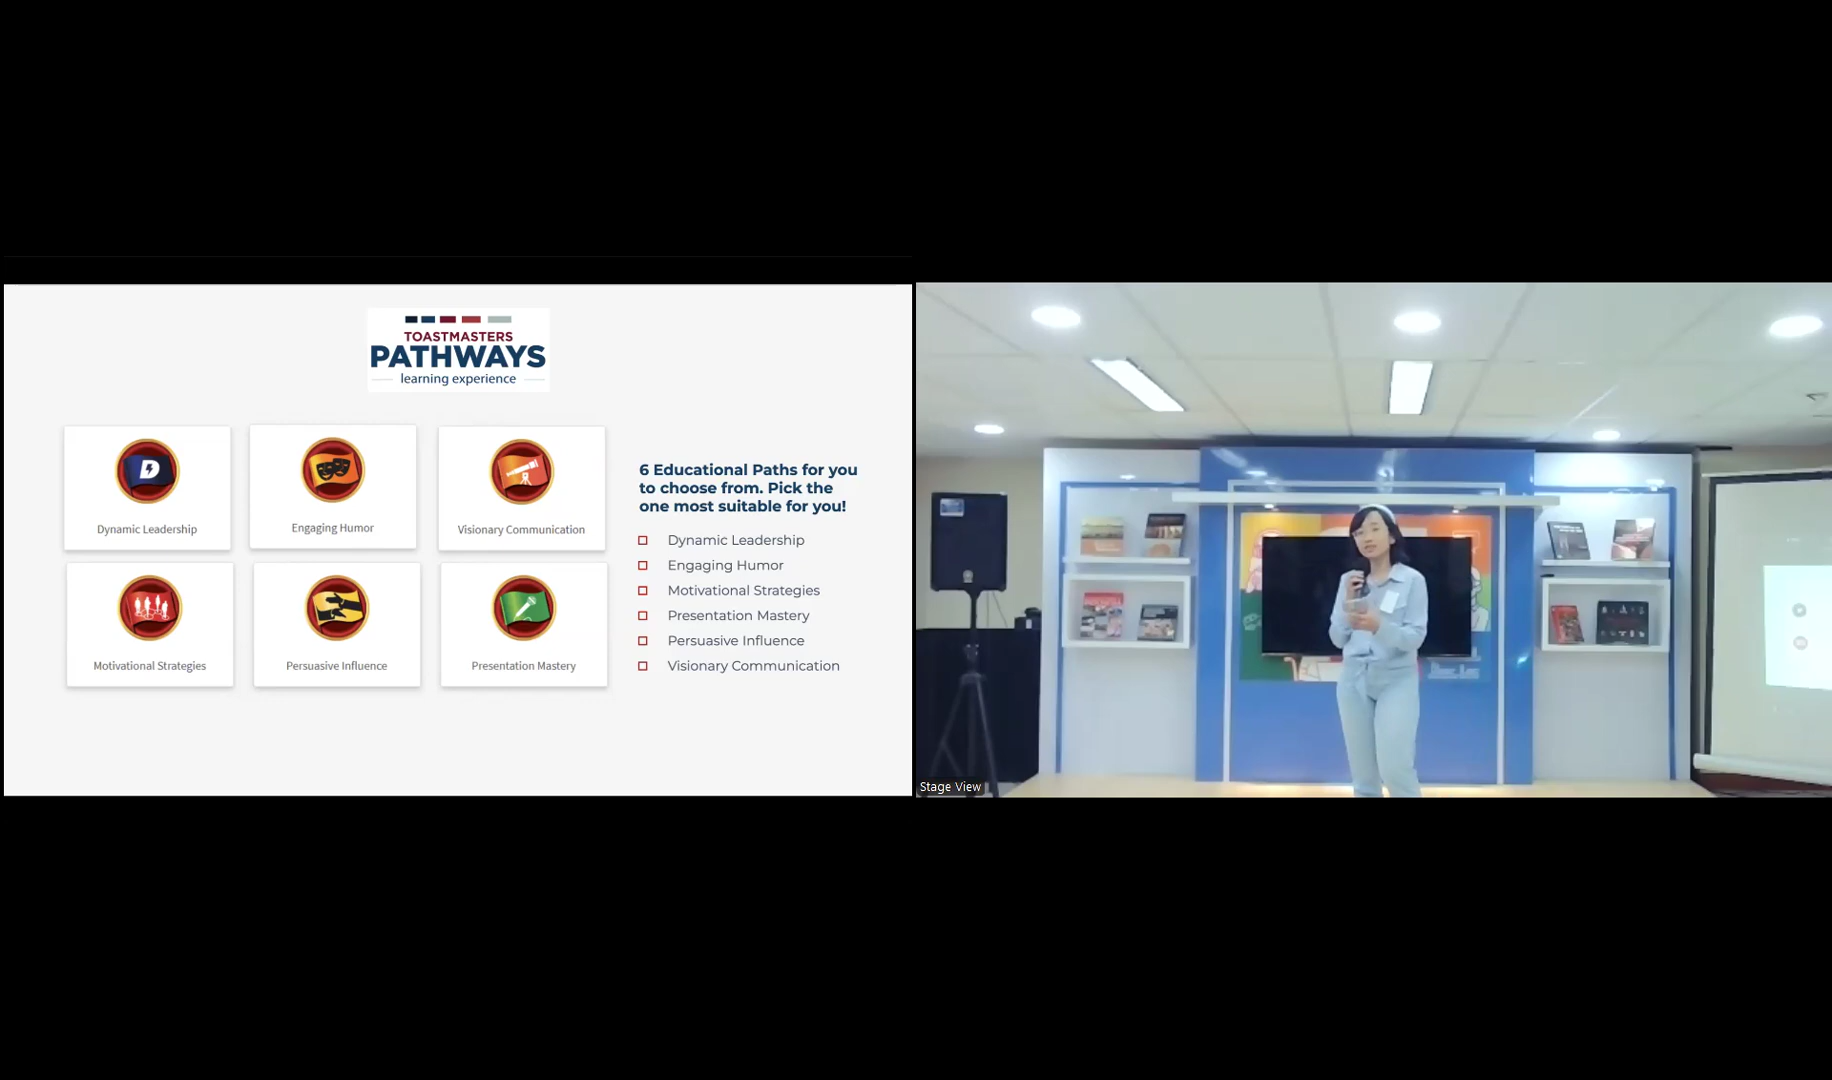 TOASTMASTERS
PATHWAYS
learning experience
Dynamic Leadership
Engaging Humor
Visionary Communication
Motivational Strategies
Persuasive Influence
Presentation Mastery
6 Educational Paths for you
to choose from. Pick the
one most suitable for you!
Dynamic Leadership
Engaging Humor
Motivational Strategies
Presentation Mastery
Persuasive Influence
Visionary Communication
Stage View